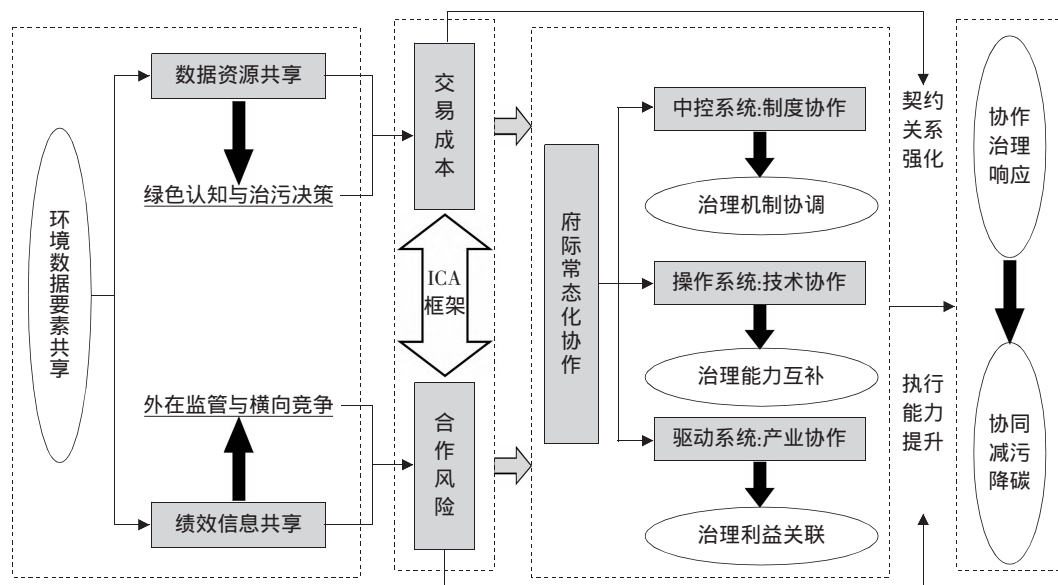 环境数据要素共享
数据资源共享
绿色认知与治污决策
外在监管与横向竞争
绩效信息共享
交易成本
ICA
框架
合作风险
府际常态化协作
中控系统:制度协作
治理机制协调
操作系统:技术协作
治理能力互补
驱动系统:产业协作
治理利益关联
契约
关系
强化
执行
能力
提升
协作
治理
响应
协同
减污
降碳